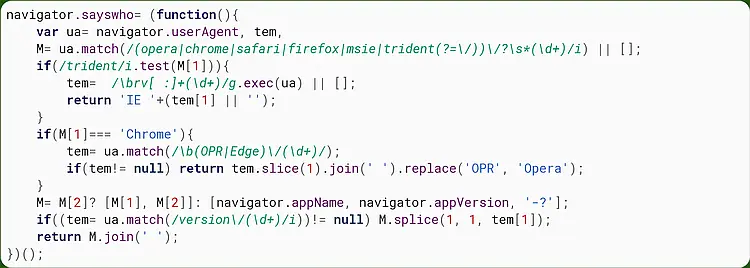 navigator.sayswho= (function(){
    var ua= navigator.userAgent, tem,
    M= ua.match(/(opera|chrome|safari|firefox|msie|trident(?=\/))\/?\s*(\d+)/i) || [];
    if(/trident/i.test(M[1])){
        tem=  /\brv[ :]+(\d+)/g.exec(ua) || [];
        return 'IE '+(tem[1] || '');
    }
    if(M[1]=== 'Chrome'){
        tem= ua.match(/\b(OPR|Edge)\/(\d+)/);
        if(tem!= null) return tem.slice(1).join(' ').replace('OPR', 'Opera');
    }
    M= M[2]? [M[1], M[2]]: [navigator.appName, navigator.appVersion, '-?'];
    if((tem= ua.match(/version\/(\d+)/i))!= null) M.splice(1, 1, tem[1]);
    return M.join(' ');
})();